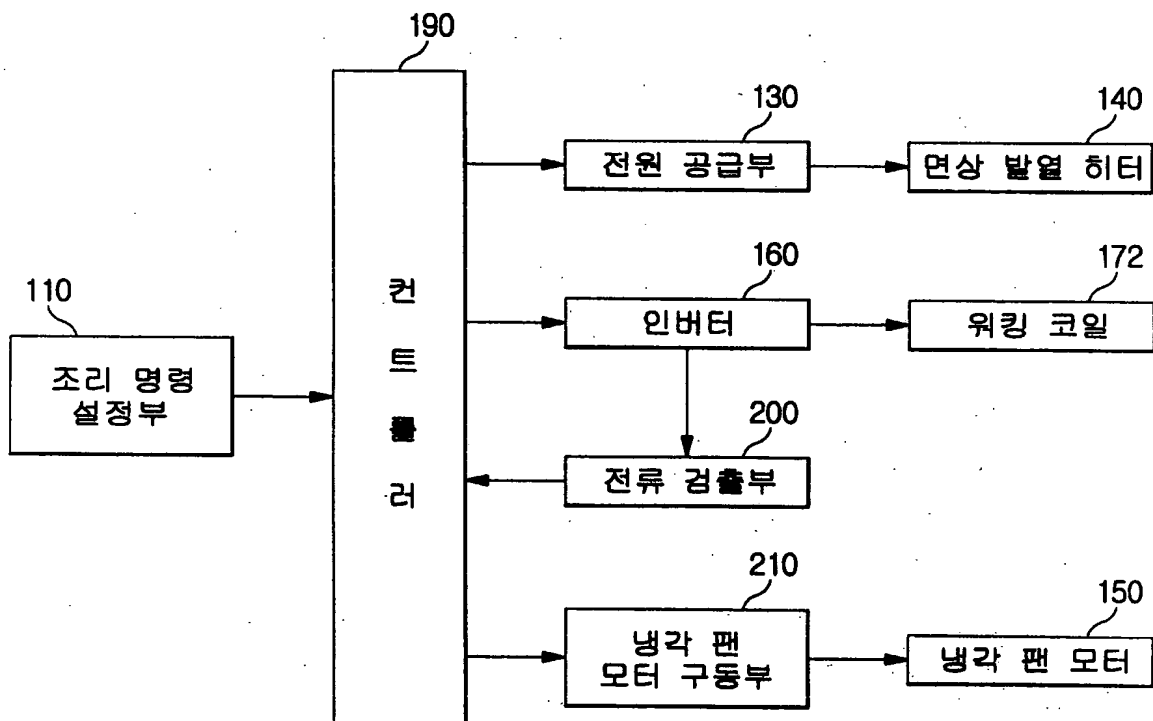 190
130
140
전원 공급부
면상 발열 히터
160
172
인버터
워킹 코일
110
조리 명령
설정부
컨
트
롤
러
200
전류 검출부
210
150
냉각 팬
모터 구동부
냉각 팬 모터